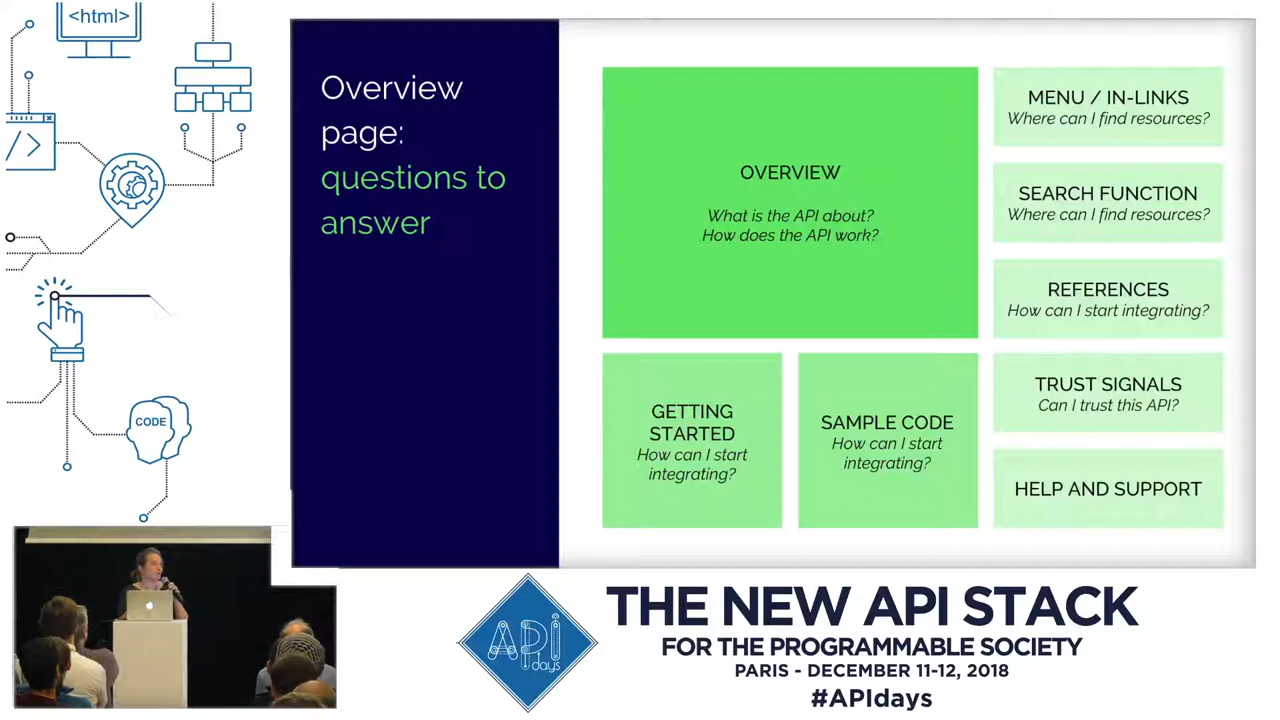 <html>
</>
CODE
Overview
page:
questions to
answer
OVERVIEW
What is the API about?
How does the API work?
GETTING
STARTED
How can I start
integrating?
SAMPLE CODE
How can I start
integrating?
MENU / IN-LINKS
Where can I find resources?
SEARCH FUNCTION
Where can I find resources?
REFERENCES
How can I start integrating?
TRUST SIGNALS
Can I trust this API?
HELP AND SUPPORT
API
days
THE NEW API STACK
FOR THE PROGRAMMABLE SOCIETY
PARIS - DECEMBER 11-12, 2018
#APIdays